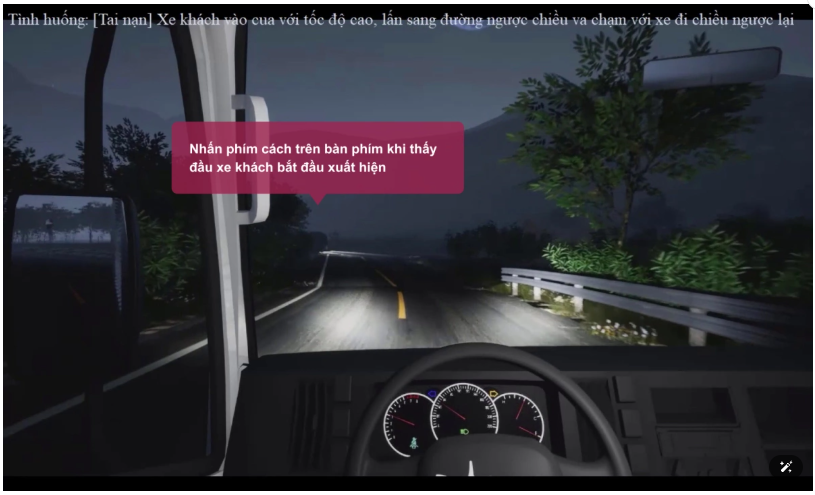 Tình huống: [Tai nạn] Xe khách vào cua với tốc độ cao, lấn sang đường ngược chiều va chạm với xe đi chiều ngược lại
Nhấn phím cách trên bàn phím khi thấy
đầu xe khách bắt đầu xuất hiện